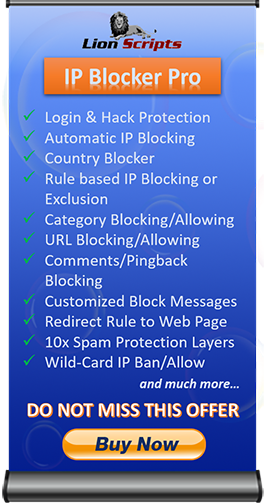 Lion Scripts
IP Blocker Pro
Login & Hack Protection
Automatic IP Blocking
Country Blocker
Rule based IP Blocking or
Exclusion
Category Blocking/Allowing
URL Blocking/Allowing
Comments/Pingback
Blocking
Customized Block Messages
Redirect Rule to Web Page
10x Spam Protection Layers
Wild-Card IP Ban/Allow
and much more...
DO NOT MISS THIS OFFER
Buy Now